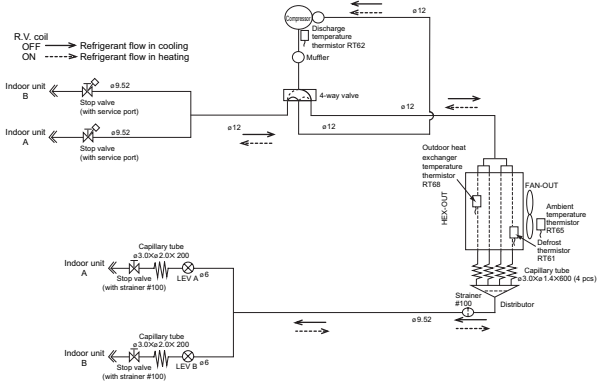 R.V. coil
OFF Refrigerant flow in cooling
ON Refrigerant flow in heating
Compressor
ø12
Discharge
temperature
thermistor RT62
Muffler
4-way valve
Indoor unit
B
ø9.52
Stop valve
(with service port)
Indoor unit
A
ø9.52
Stop valve
(with service port)
ø12
ø12
ø12
Outdoor heat
exchanger
temperature
thermistor
RT68
HEX-OUT
FAN-OUT
Ambient
temperature
thermistor
RT65
Defrost
thermistor
RT61
Capillary tube
ø3.0×ø1.4×600 (4 pcs)
Distributor
Strainer
#100
ø9.52
Indoor unit
A
Capillary tube
ø3.0×ø2.0× 200
LEV A
ø6
Stop valve
(with strainer #100)
Indoor unit
B
Capillary tube
ø3.0×ø2.0× 200
LEV B
ø6
Stop valve
(with strainer #100)